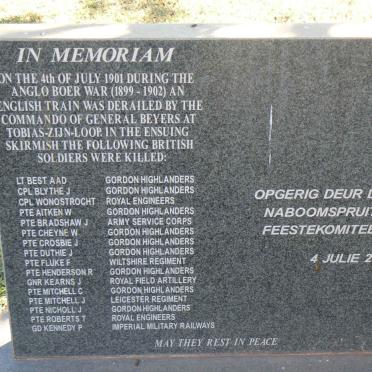 IN MEMORIAM
ON THE 4th OF JULY 1901 DURING THE
ANGLO BOER WAR (1899 - 1902) AN
ENGLISH TRAIN WAS DERAILED BY THE
COMMANDO OF GENERAL BEYERS AT
TOBIAS-ZIJN-LOOP. IN THE ENSUING
SKIRMISH THE FOLLOWING BRITISH
SOLDIERS WERE KILLED:
LT BEST AAD GORDON HIGHLANDERS
CPL BLYTHE J GORDON HIGHLANDERS
CPL WONOSTROCHT ROYAL ENGINEERS
PTE AITKEN W GORDON HIGHLANDERS
PTE BRADSHAW J ARMY SERVICE CORPS
PTE CHEYNE W GORDON HIGHLANDERS
PTE CROSBIE J GORDON HIGHLANDERS
PTE DUTHIE J GORDON HIGHLANDERS
PTE FLUKE F WILTSHIRE REGIMENT
PTE HENDERSON R GORDON HIGHLANDERS
GNR KEARNS J ROYAL FIELD ARTILLERY
PTE MITCHELL C GORDON HIGHLANDERS
PTE MITCHELL J LEICESTER REGIMENT
PTE NICHOLL J GORDON HIGHLANDERS
PTE ROBERTS T ROYAL ENGINEERS
GD KENNEDY P IMPERIAL MILITARY RAILWAYS
MAY THEY REST IN PEACE
OPGERIG DEUR
NABOOMSPRUIT
FEESTEKOMITEE
4 JULIE 2